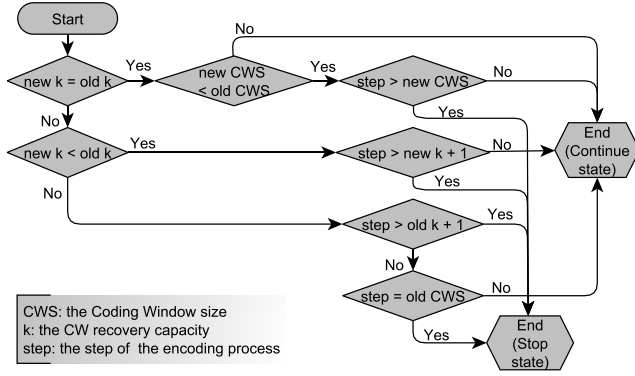 Start
No
new k = old k
Yes
new CWS
< old CWS
Yes
step > new CWS
No
Yes
No
new k < old k
Yes
step > new k + 1
No
End
(Continue
state)
Yes
No
step > old k + 1
Yes
No
step = old CWS
No
Yes
End
(Stop
state)
CWS: the Coding Window size
k: the CW recovery capacity
step: the step of the encoding process